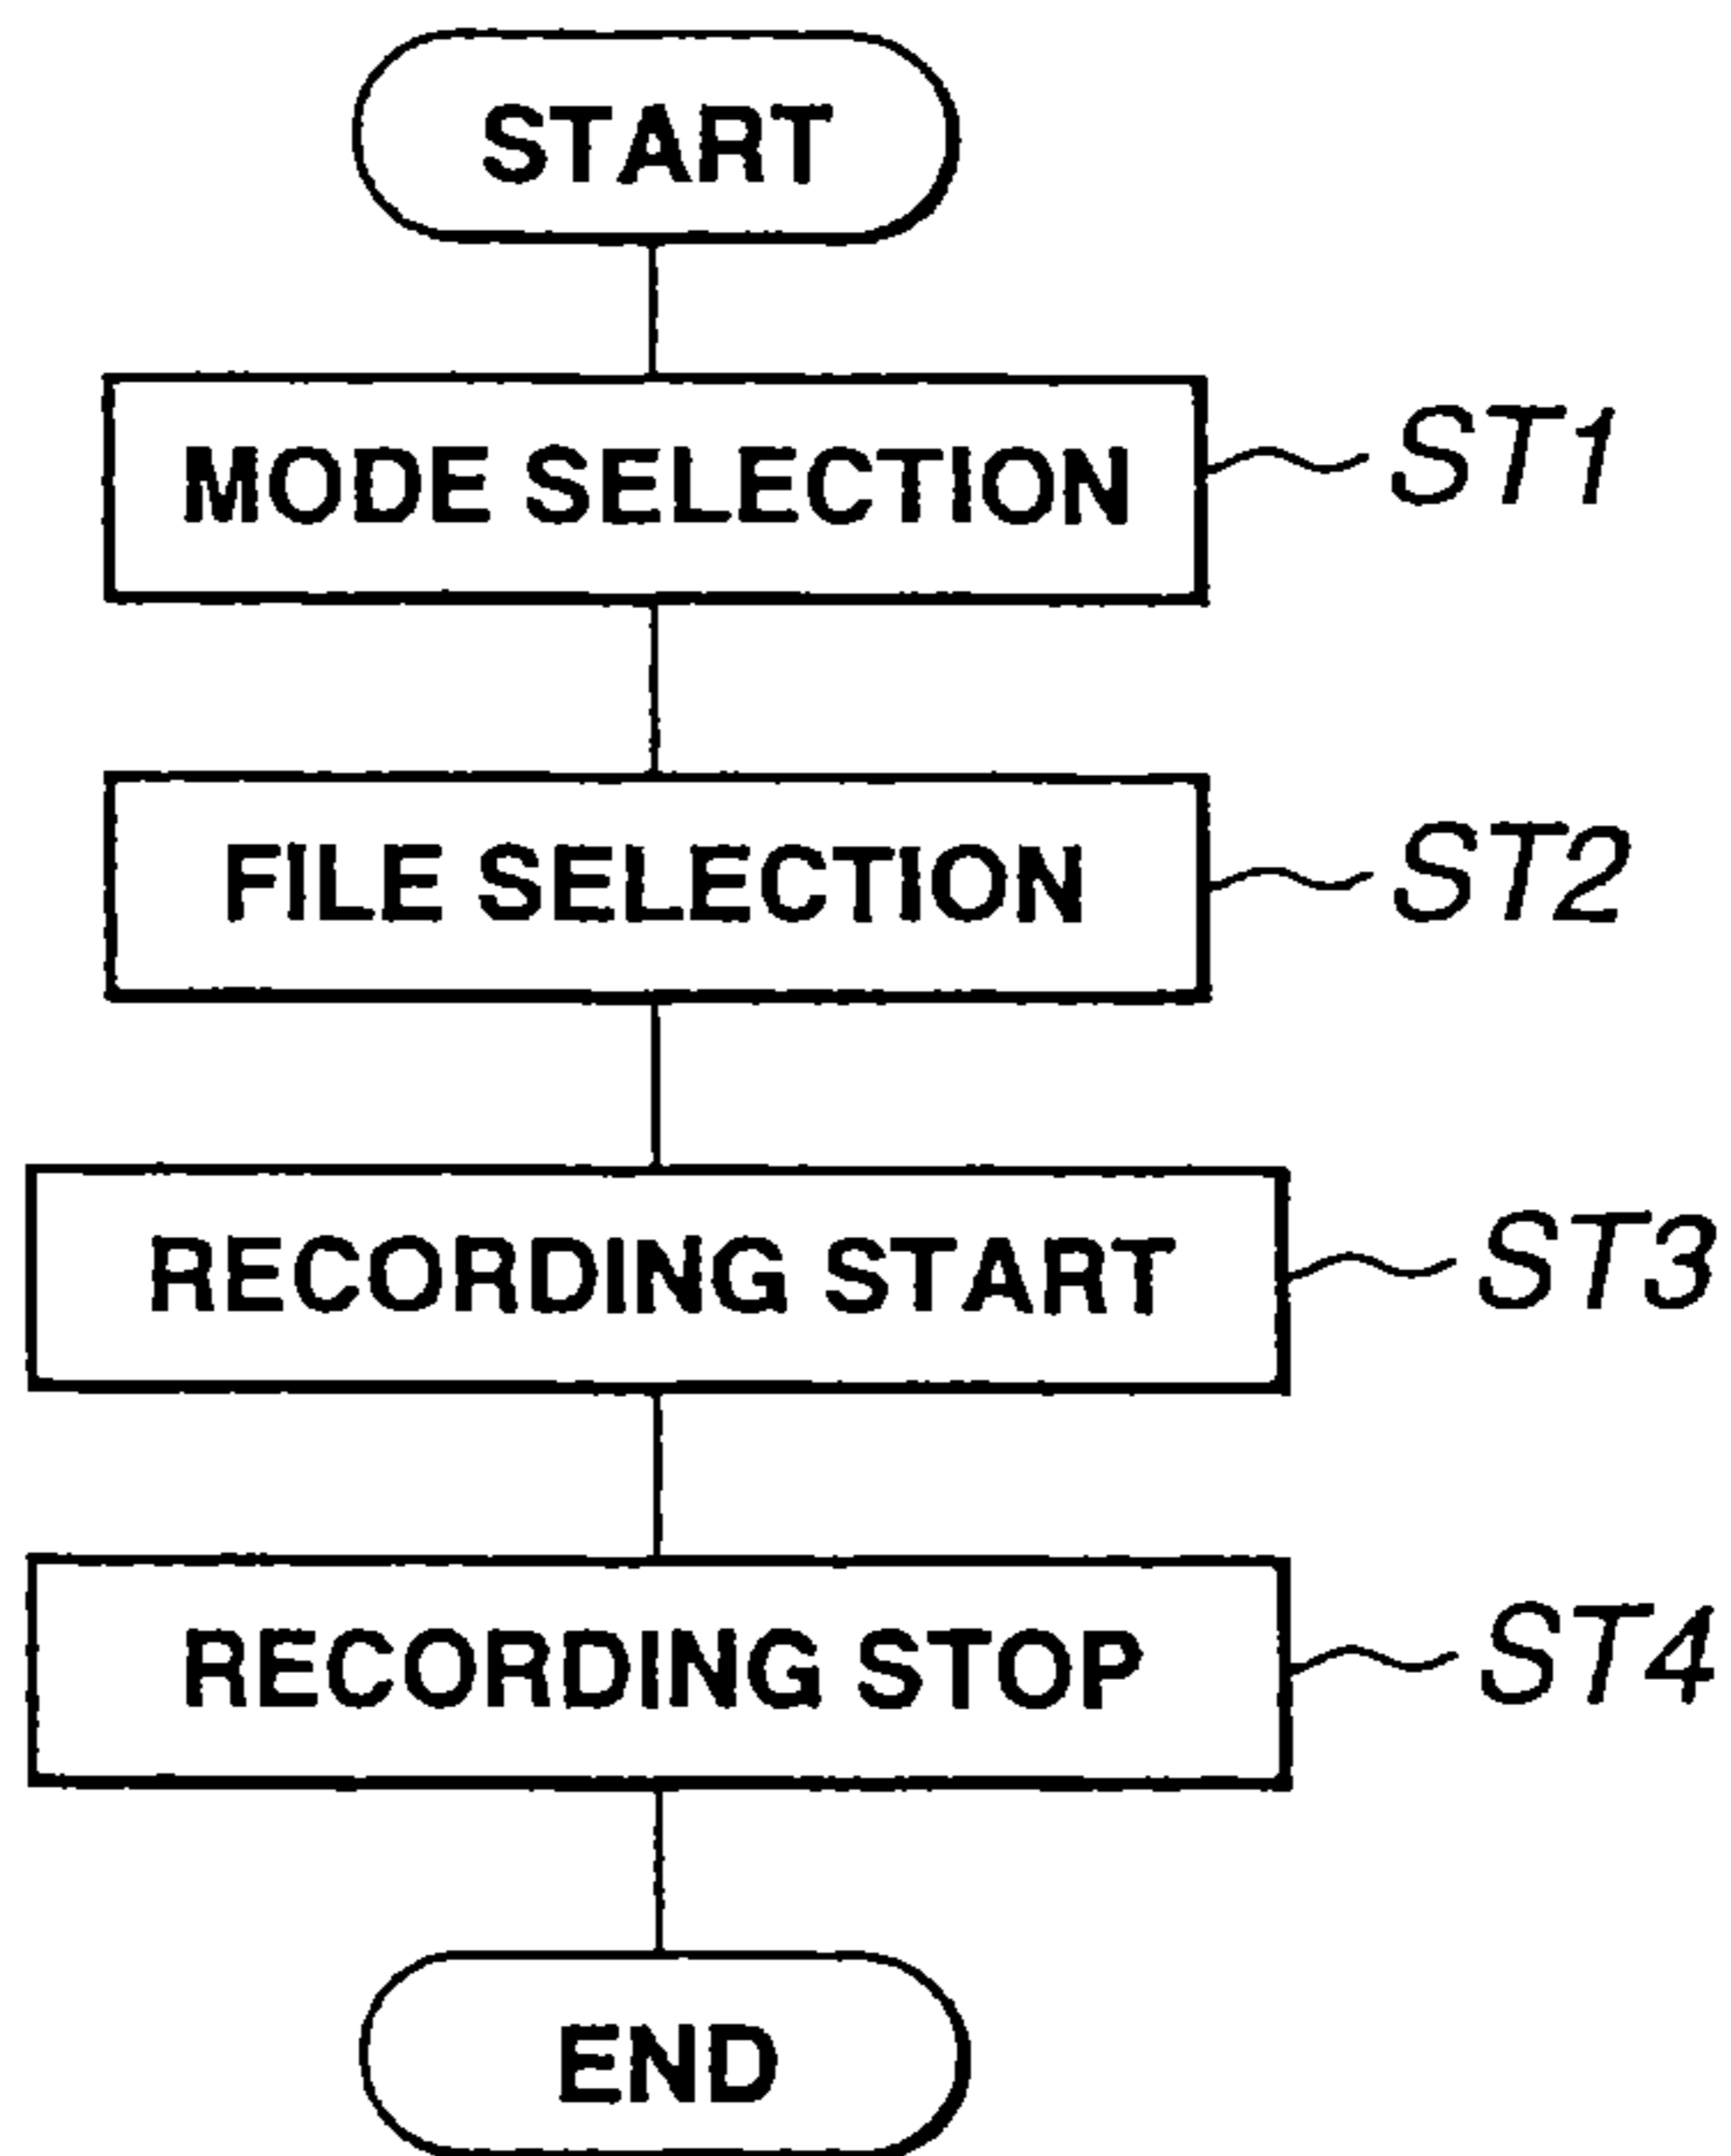 START
MODE SELECTION ST1
FILE SELECTION ST2
RECORDING START ST3
RECORDING STOP ST4
END